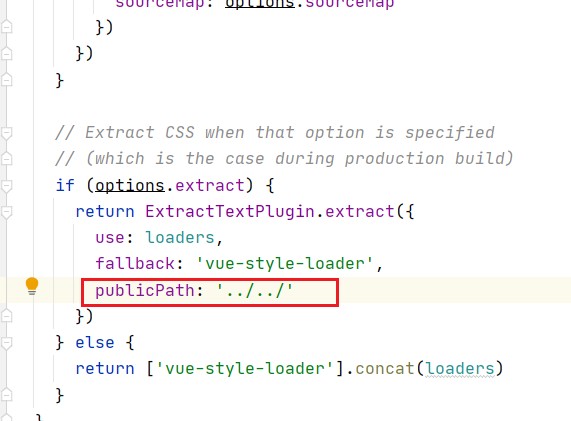 sourceMap: options.sourceMap
})
})
}
// Extract CSS when that option is specified
// (which is the case during production build)
if (options.extract) {
return ExtractTextPlugin.extract({
use: loaders,
fallback: 'vue-style-loader',
publicPath: '../../'
})
} else {
return ['vue-style-loader'].concat(loaders)
}
}